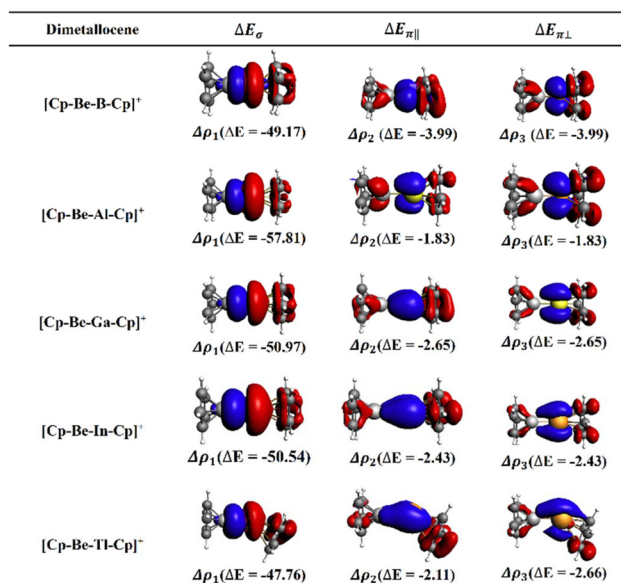 Dimetallocene ΔE_σ ΔE_π∥ ΔE_π⊥
[Cp-Be-B-Cp]⁺
Δρ₁(ΔE = -49.17) Δρ₂ (ΔE = -3.99) Δρ₃(ΔE = -3.99)
[Cp-Be-Al-Cp]⁺
Δρ₁(ΔE = -57.81) Δρ₂(ΔE = -1.83) Δρ₃(ΔE = -1.83)
[Cp-Be-Ga-Cp]⁺
Δρ₁(ΔE = -50.97) Δρ₂(ΔE = -2.65) Δρ₃(ΔE = -2.65)
[Cp-Be-In-Cp]⁺
Δρ₁(ΔE = -50.54) Δρ₂(ΔE = -2.43) Δρ₃(ΔE = -2.43)
[Cp-Be-Tl-Cp]⁺
Δρ₁(ΔE = -47.76) Δρ₂(ΔE = -2.11) Δρ₃(ΔE = -2.66)